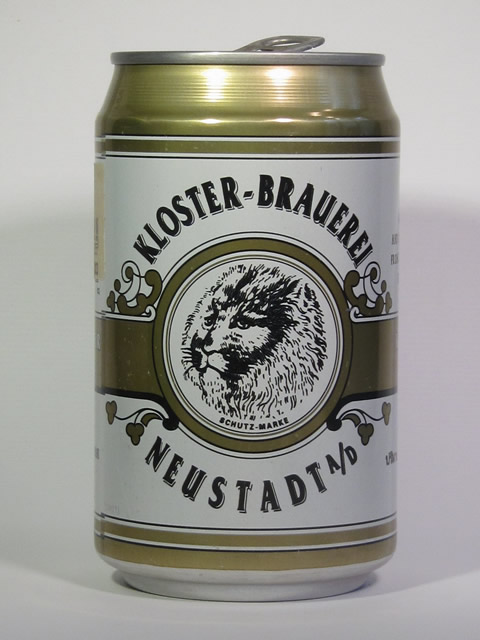 KLOSTER-BRAUEREI
SCHUTZ-MARKE
NEUSTADT A/D